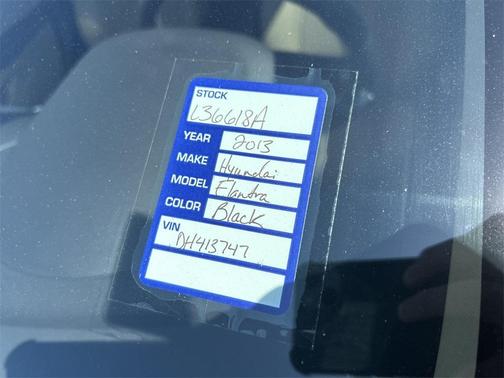 STOCK
L36618A
YEAR 2013
MAKE Hyundai
MODEL Elantra
COLOR Black
VIN
DH413747